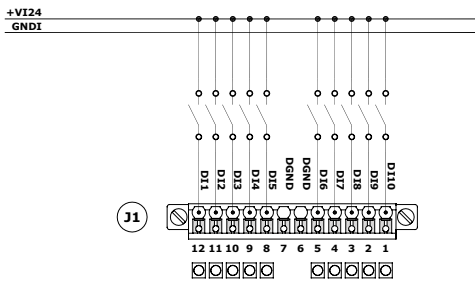 +VI24
GNDI
DI1 DI2 DI3 DI4 DI5 DGND DGND DI6 DI7 DI8 DI9 DI10
J1
12 11 10 9 8 7 6 5 4 3 2 1